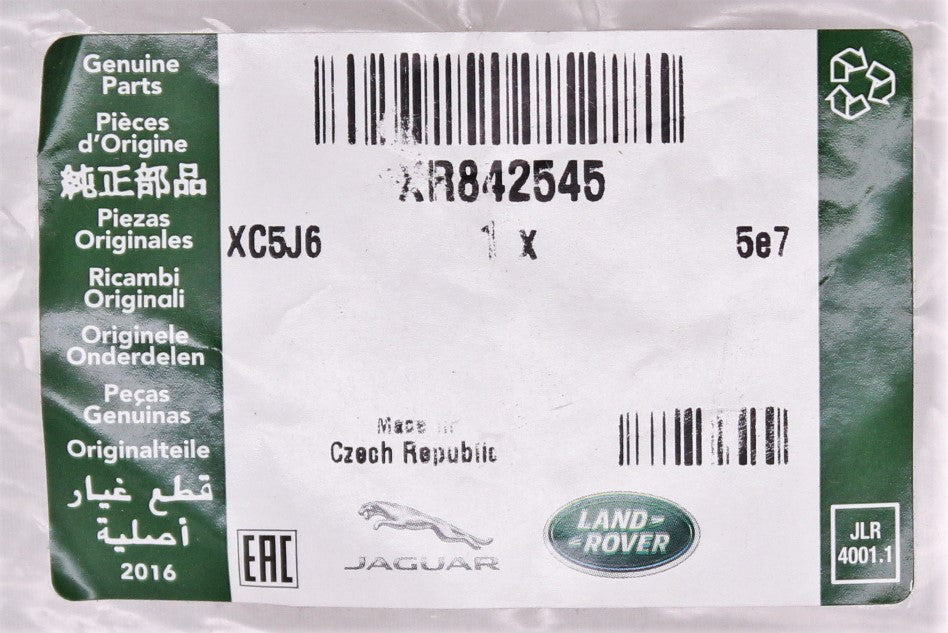 Genuine
Parts
Pièces
d'Origine
純正部品
Piezas
Originales
Ricambi
Originali
Originele
Onderdelen
Peças
Genuinas
Originalteile
قطع غيار
أصلية
2016
XR842545
XC5J6 1 x 5e7
Made in
Czech Republic
EAC
JAGUAR
LAND-
-ROVER
JLR
4001.1